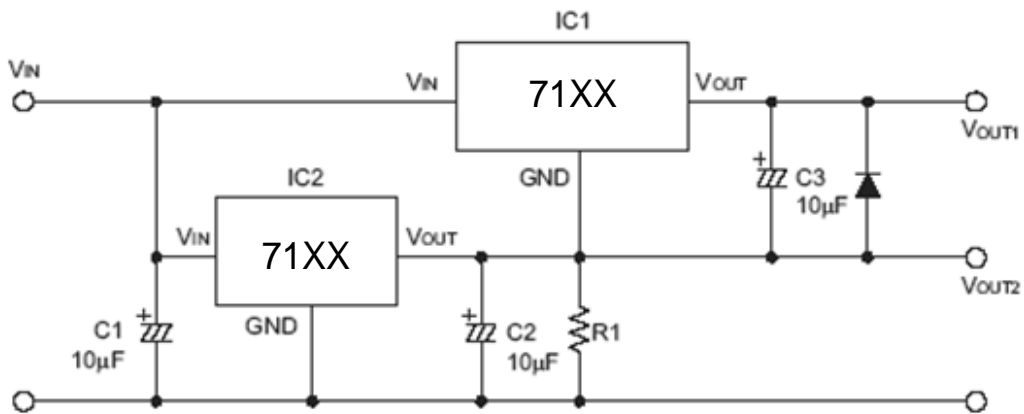 IC1
VIN
VIN
71XX
VOUT
VOUT1
GND
C3
10μF
+
IC2
VIN
71XX
VOUT
VOUT2
GND
+
C1
10μF
+
C2
10μF
R1